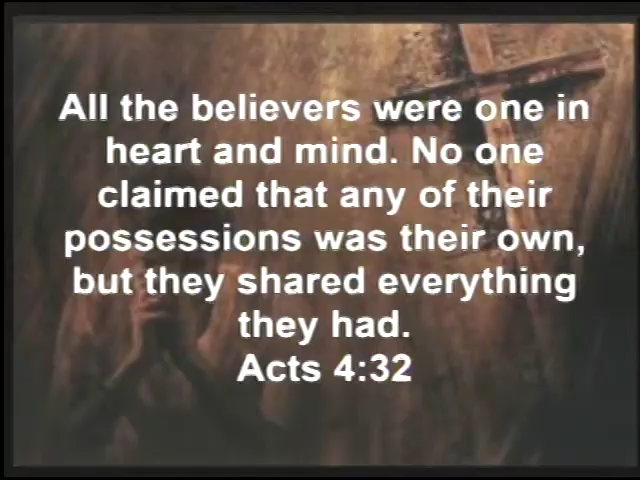 All the believers were one in
heart and mind. No one
claimed that any of their
possessions was their own,
but they shared everything
they had.
Acts 4:32